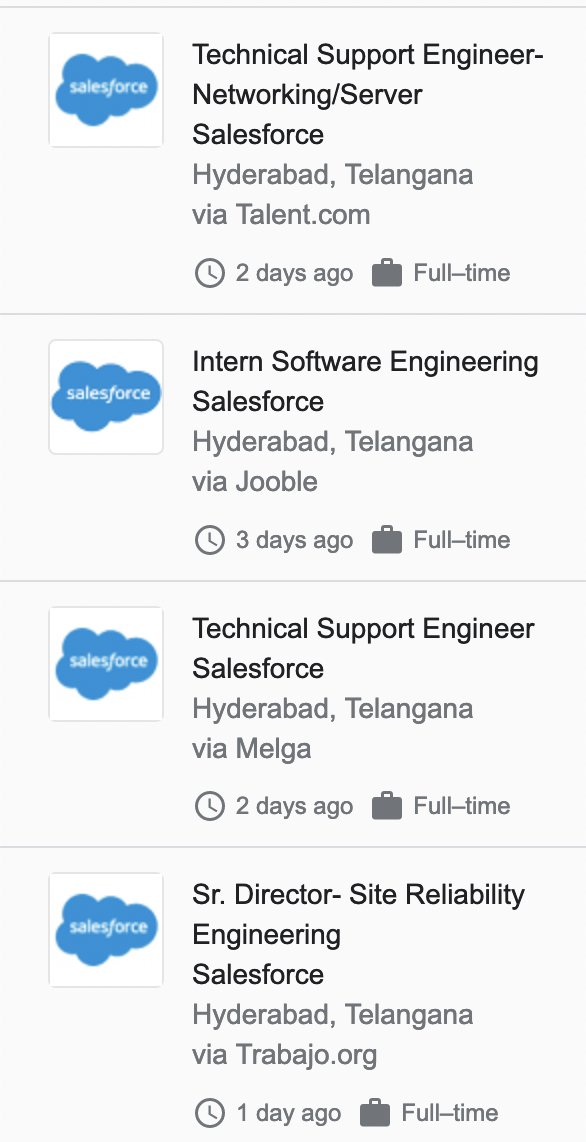 salesforce
Technical Support Engineer-
Networking/Server
Salesforce
Hyderabad, Telangana
via Talent.com
2 days ago Full–time
salesforce
Intern Software Engineering
Salesforce
Hyderabad, Telangana
via Jooble
3 days ago Full–time
salesforce
Technical Support Engineer
Salesforce
Hyderabad, Telangana
via Melga
2 days ago Full–time
salesforce
Sr. Director- Site Reliability
Engineering
Salesforce
Hyderabad, Telangana
via Trabajo.org
1 day ago Full–time